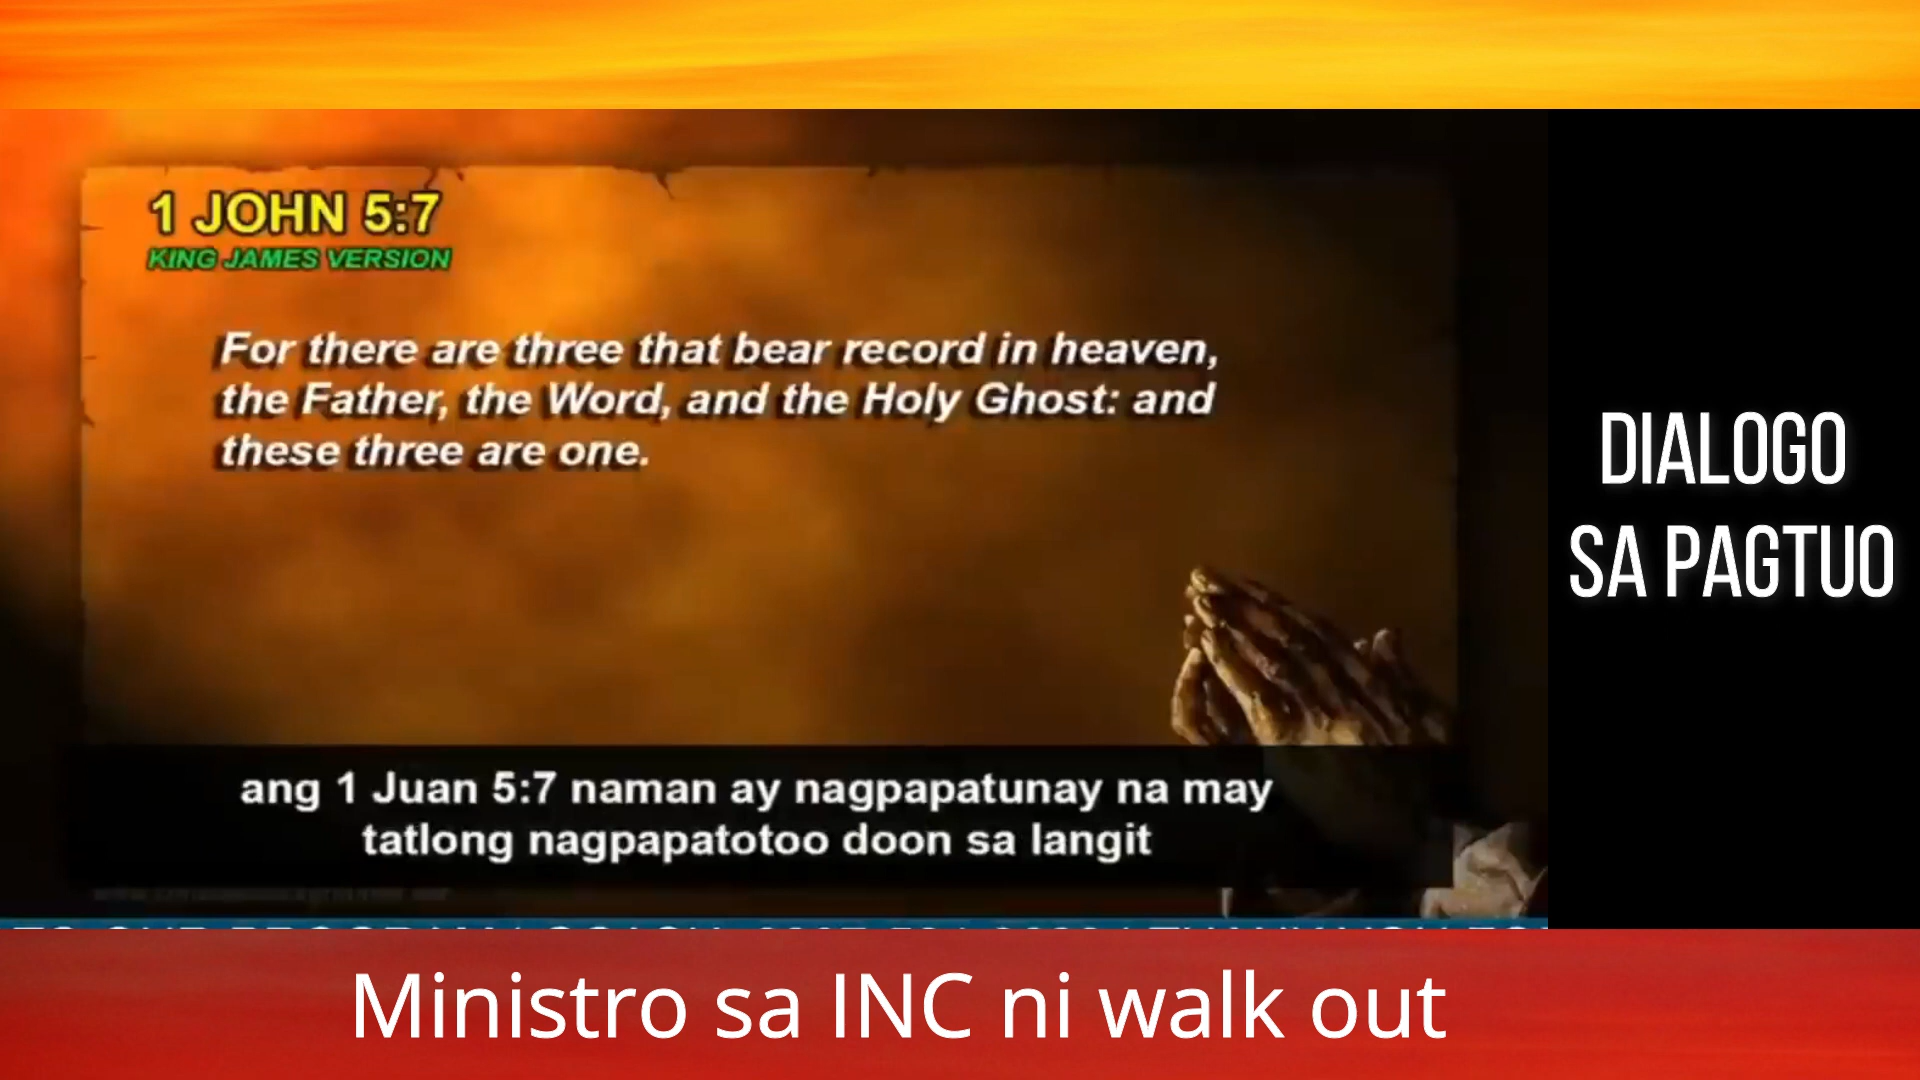 1 JOHN 5:7
KING JAMES VERSION
For there are three that bear record in heaven,
the Father, the Word, and the Holy Ghost: and
these three are one.
ang 1 Juan 5:7 naman ay nagpapatunay na may
tatlong nagpapatotoo doon sa langit
DIALOGO
SA PAGTUO
Ministro sa INC ni walk out